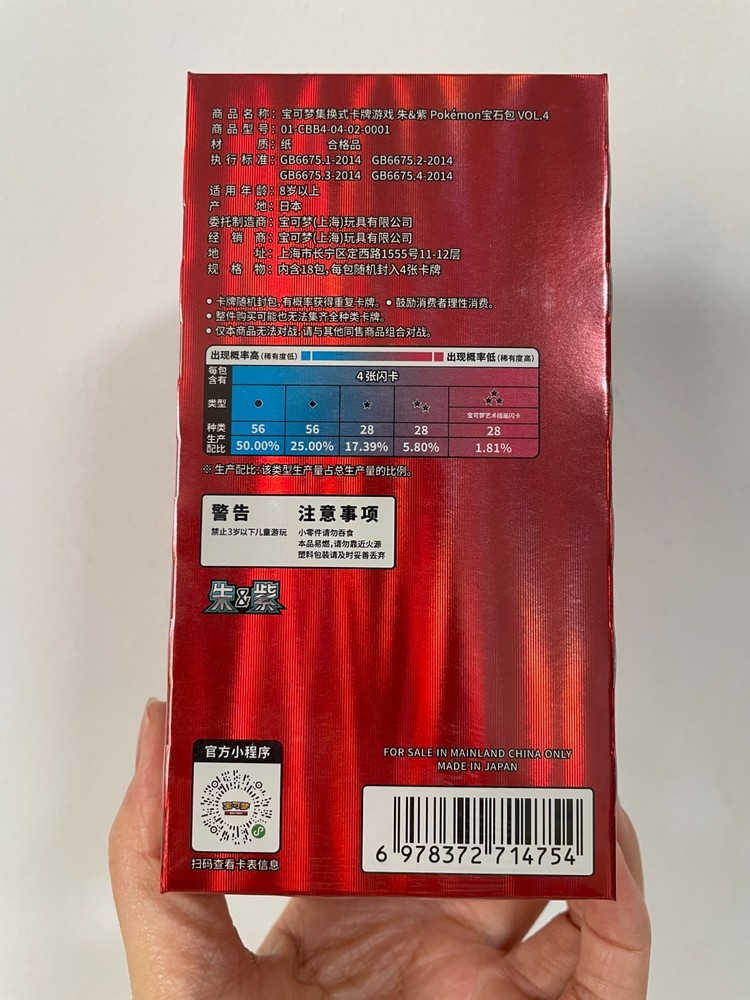 商品名称：宝可梦集换式卡牌游戏 朱&紫 Pokémon宝石包 VOL.4
商品型号：01-CBB4-04-02-0001
材质：纸 合格品
执行标准：GB6675.1-2014 GB6675.2-2014
GB6675.3-2014 GB6675.4-2014
适用年龄：8岁以上
产地：日本
委托制造商：宝可梦(上海)玩具有限公司
经销商：宝可梦(上海)玩具有限公司
地址：上海市长宁区定西路1555号11-12层
规格物：内含18包，每包随机封入4张卡牌
●卡牌随机封包，有概率获得重复卡牌。●鼓励消费者理性消费。
●整件购买可能也无法集齐全种类卡牌。
●仅本商品无法对战，请与其他同售商品组合对战。
出现概率高(稀有度低) 出现概率低(稀有度高)
每包含有 4张闪卡
类型 ● ◆ ★ ★★ ★★★
宝可梦艺术插画闪卡
种类 56 56 28 28 28
生产配比 50.00% 25.00% 17.39% 5.80% 1.81%
※ 生产配比：该类型生产量占总生产量的比例。
警告 注意事项
禁止3岁以下儿童游玩 小零件请勿吞食
本品易燃，请勿靠近火源
塑料包装请及时妥善丢弃
朱&紫
官方小程序
宝可梦
扫码查看卡表信息
FOR SALE IN MAINLAND CHINA ONLY
MADE IN JAPAN
6 978372 714754